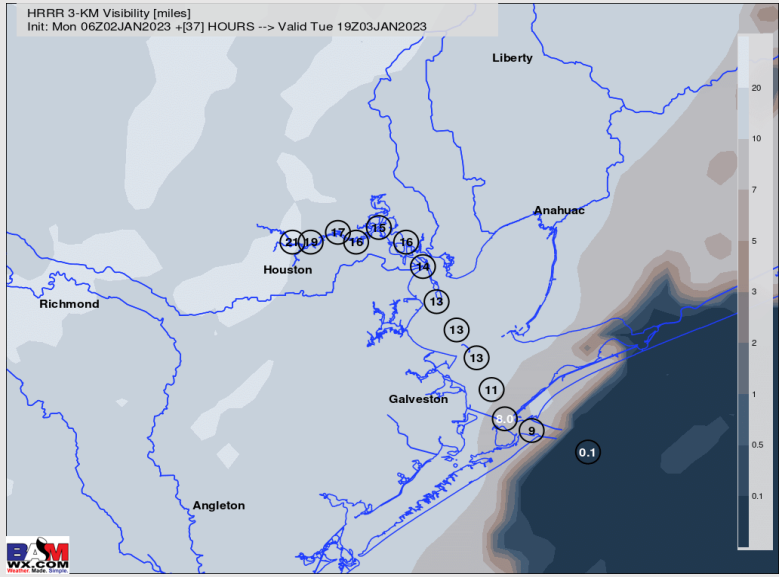 HRRR 3-KM Visibility [miles]
Init: Mon 06Z02JAN2023 +[37] HOURS --> Valid Tue 19Z03JAN2023
Liberty
20
10
7
Anahuac
15
17
21
19
16
16
5
14
Houston
3
13
Richmond
13
2
13
11
1
Galveston
8.0
9
0.5
0.1
0.1
Angleton
BAM
WX.COM
Weather. Made. Simple.